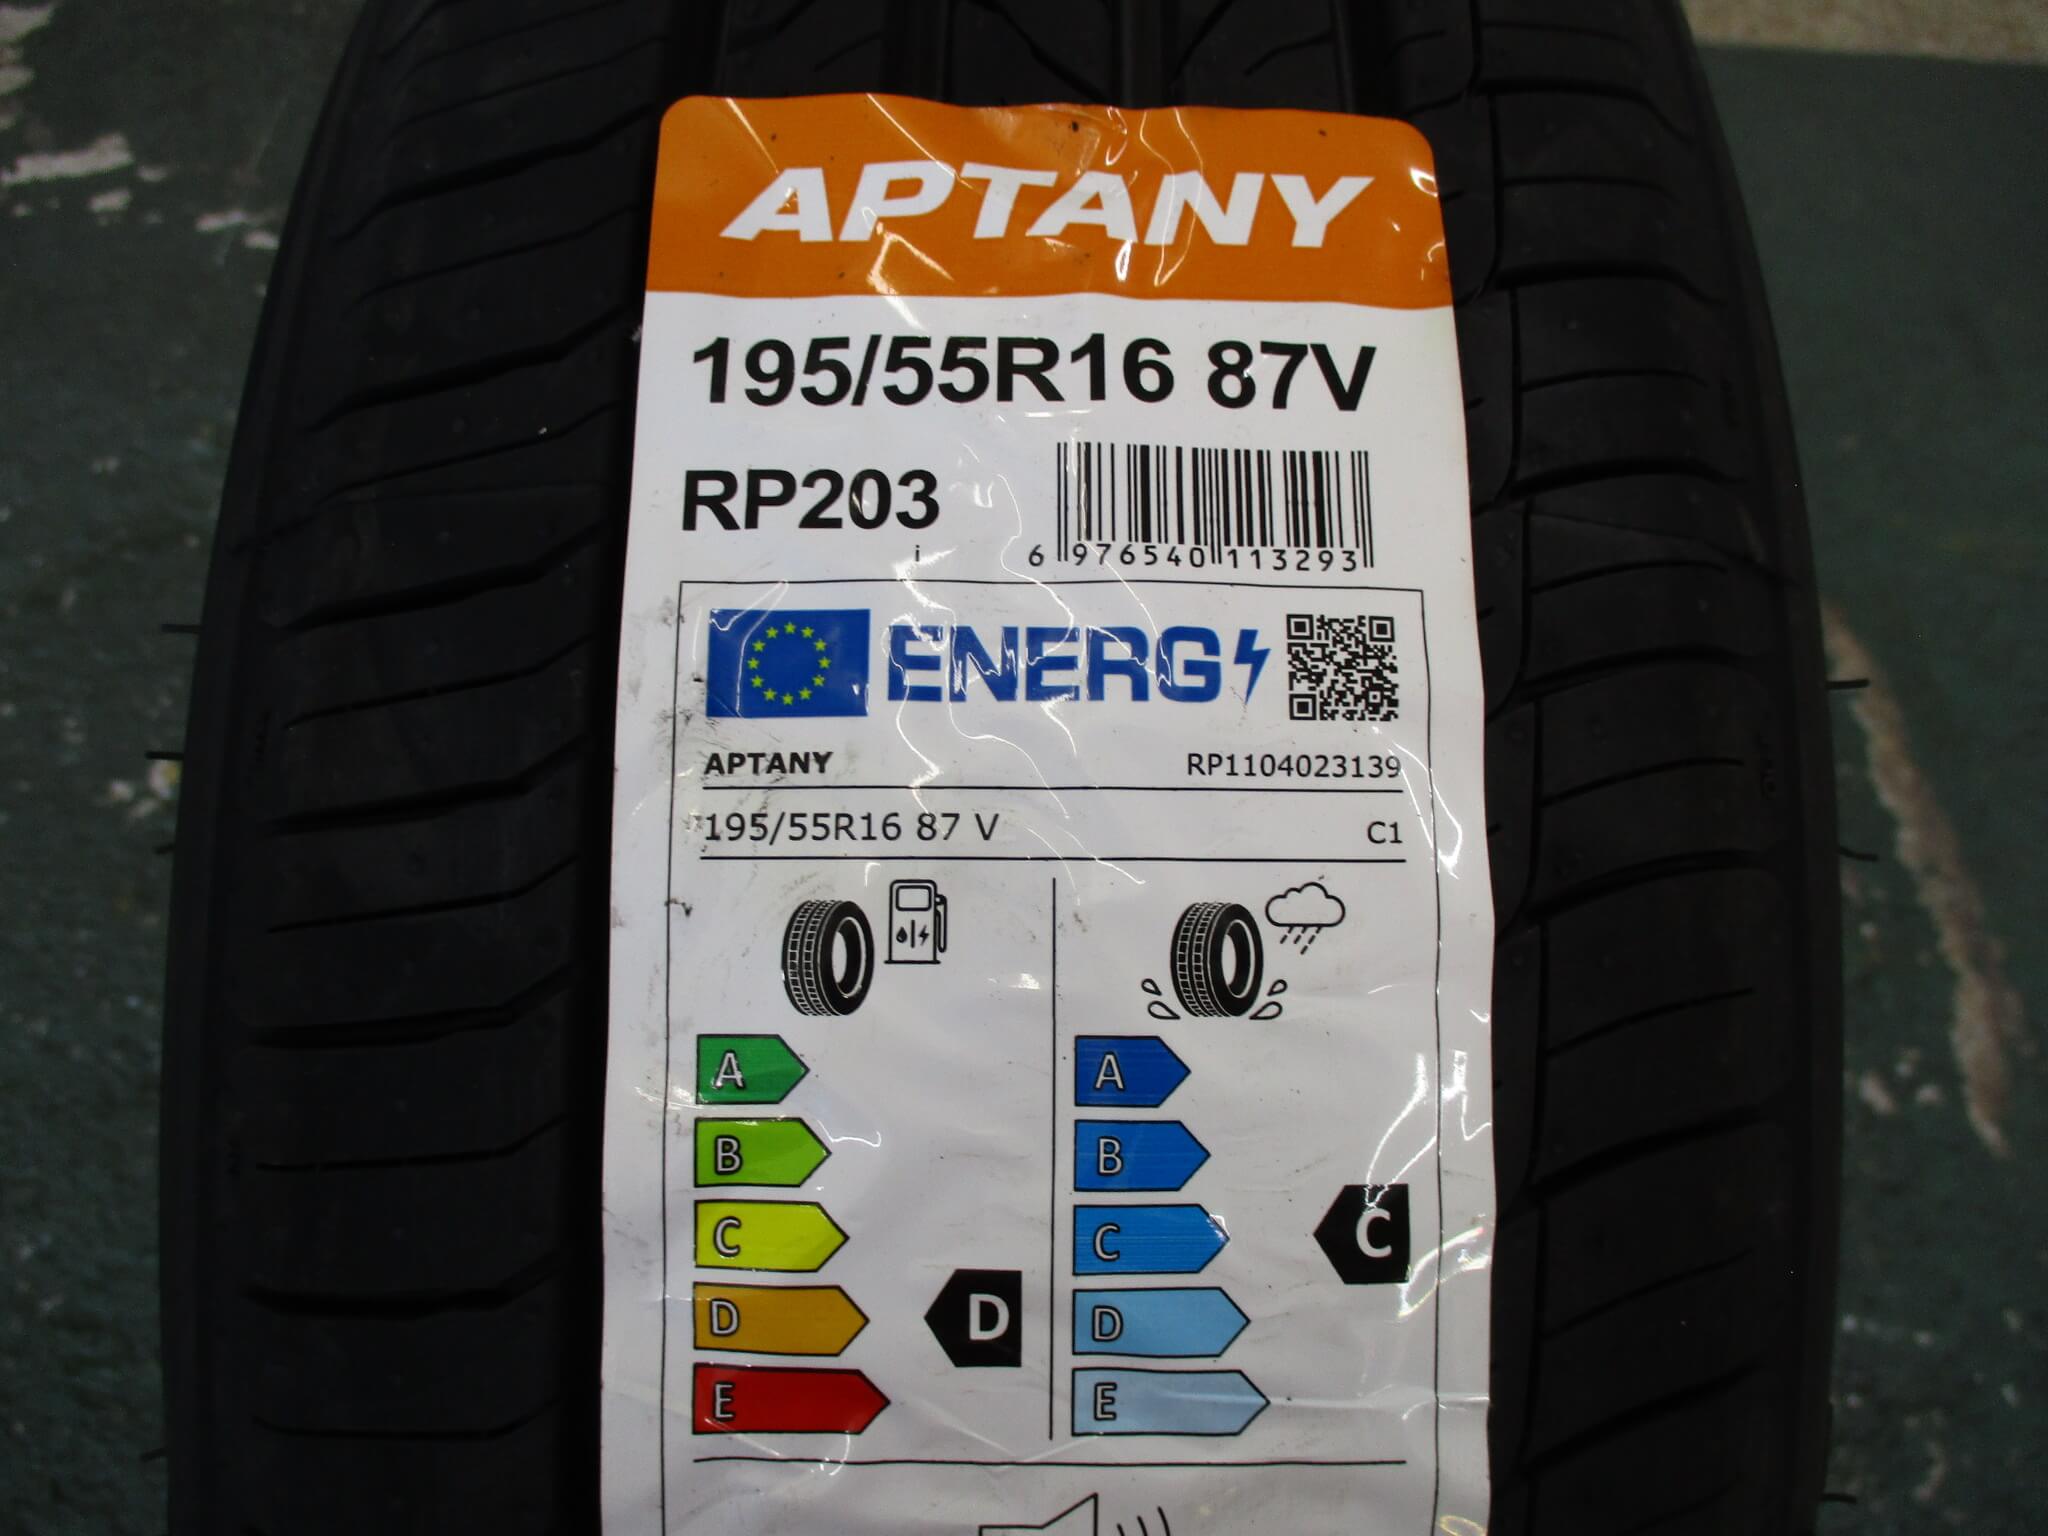 APTANY
195/55R16 87V
RP203
6 976540 113293
ENERG
APTANY RP1104023139
195/55R16 87 V C1
A A
B B
C C C
D D D
E E